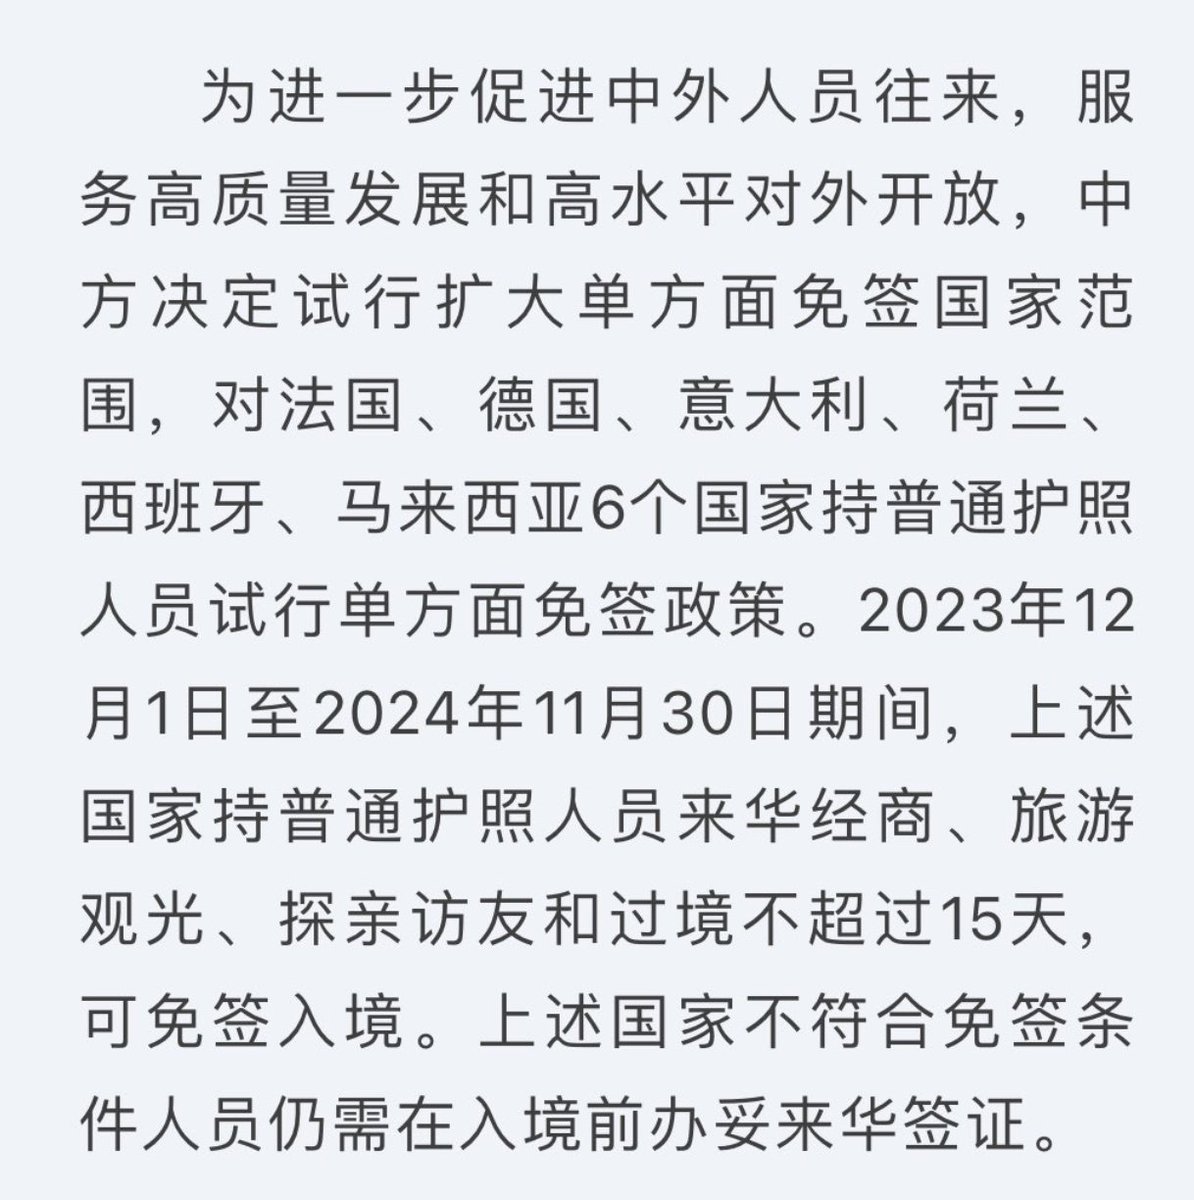 为进一步促进中外人员往来，服
务高质量发展和高水平对外开放，中
方决定试行扩大单方面免签国家范
围，对法国、德国、意大利、荷兰、
西班牙、马来西亚6个国家持普通护照
人员试行单方面免签政策。2023年12
月1日至2024年11月30日期间，上述
国家持普通护照人员来华经商、旅游
观光、探亲访友和过境不超过15天，
可免签入境。上述国家不符合免签条
件人员仍需在入境前办妥来华签证。